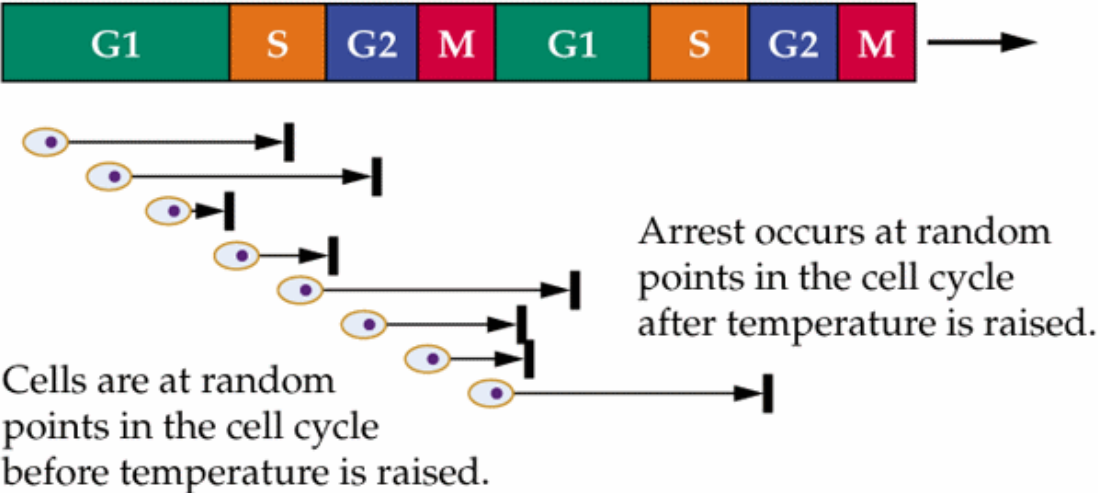 G1 S G2 M G1 S G2 M
Arrest occurs at random
points in the cell cycle
after temperature is raised.
Cells are at random
points in the cell cycle
before temperature is raised.